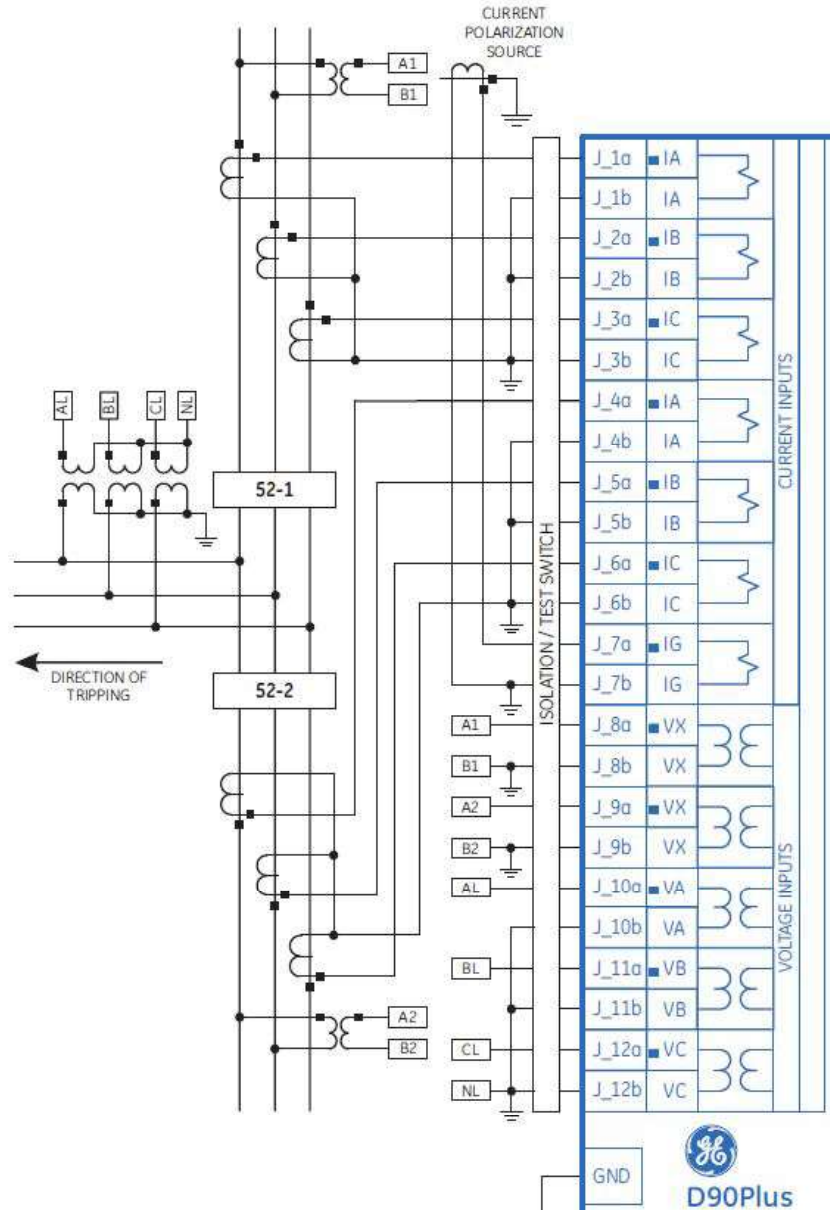 CURRENT
POLARIZATION
SOURCE
A1
B1
J_1a IA
J_1b IA
J_2a IB
J_2b IB
J_3a IC
J_3b IC
J_4a IA
J_4b IA
J_5a IB
J_5b IB
J_6a IC
J_6b IC
J_7a IG
J_7b IG
CURRENT INPUTS
AL
BL
CL
NL
52-1
52-2
DIRECTION OF
TRIPPING
ISOLATION / TEST SWITCH
A1
J_8a VX
B1
J_8b VX
A2
J_9a VX
B2
J_9b VX
AL
J_10a VA
J_10b VA
BL
J_11a VB
J_11b VB
CL
J_12a VC
NL
J_12b VC
VOLTAGE INPUTS
A2
B2
GND
GE
D90Plus